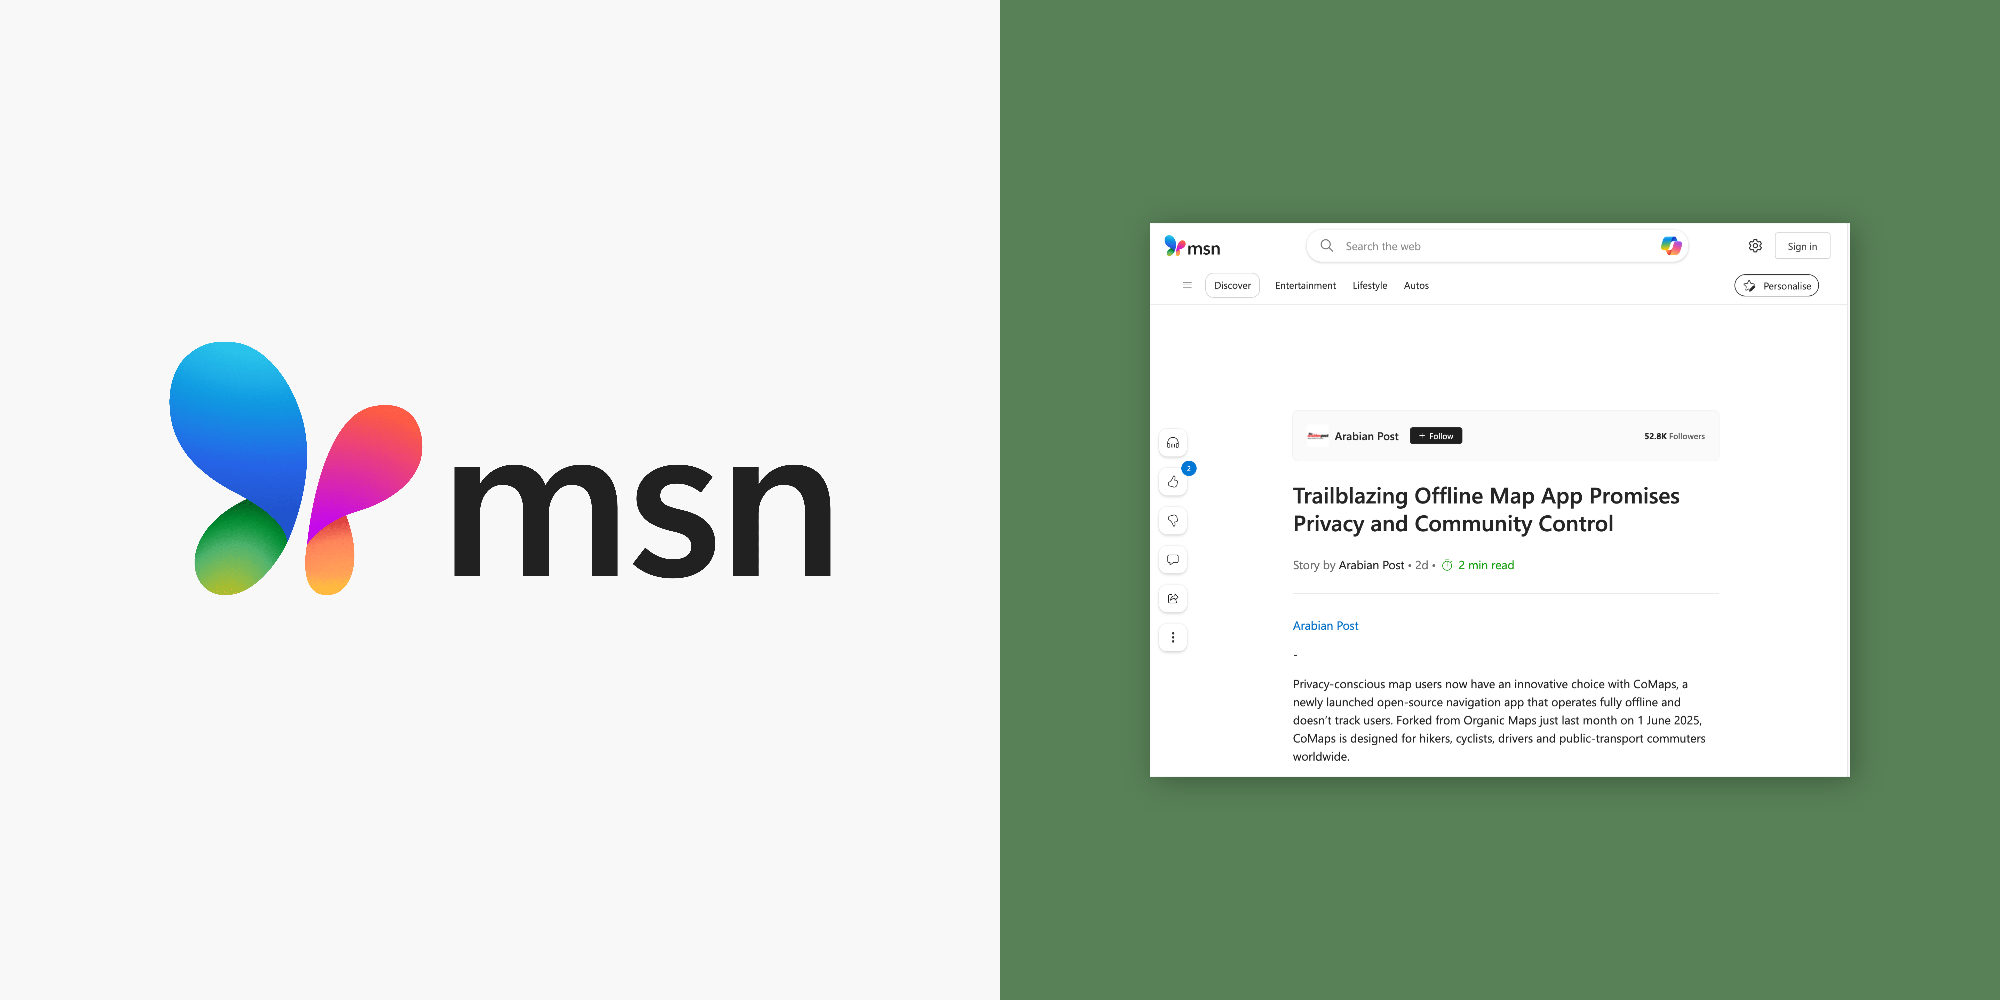 msn
msn
Search the web
Sign in
Discover
Entertainment
Lifestyle
Autos
Personalise
Arabian Post
+ Follow
52.8K Followers
2
Trailblazing Offline Map App Promises
Privacy and Community Control
Story by Arabian Post • 2d • 2 min read
Arabian Post
-
Privacy-conscious map users now have an innovative choice with CoMaps, a
newly launched open-source navigation app that operates fully offline and
doesn’t track users. Forked from Organic Maps just last month on 1 June 2025,
CoMaps is designed for hikers, cyclists, drivers and public-transport commuters
worldwide.